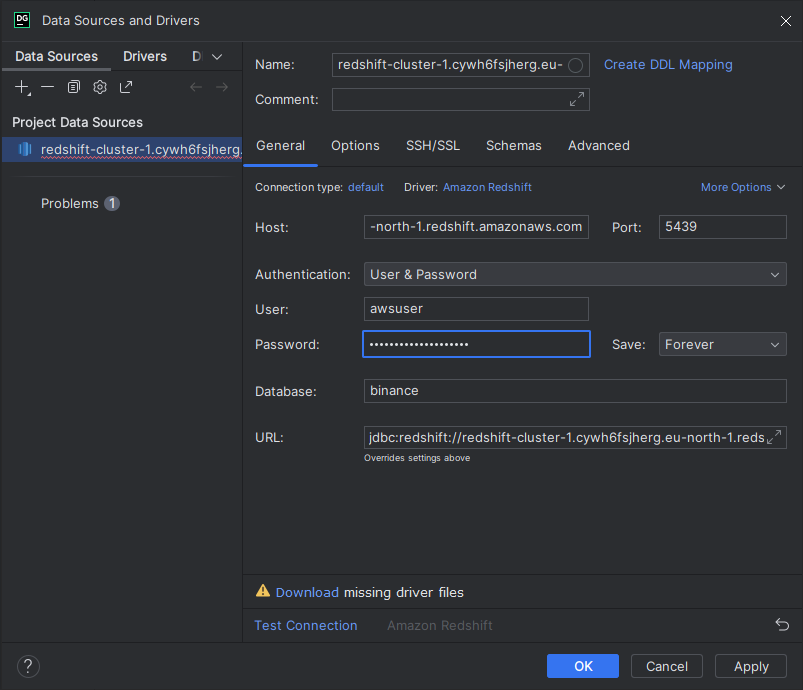 DG Data Sources and Drivers
Data Sources Drivers D
Project Data Sources
redshift-cluster-1.cywh6fsjherg.
Problems 1
Name: redshift-cluster-1.cywh6fsjherg.eu- Create DDL Mapping
Comment:
General Options SSH/SSL Schemas Advanced
Connection type: default Driver: Amazon Redshift More Options
Host: -north-1.redshift.amazonaws.com Port: 5439
Authentication: User & Password
User: awsuser
Password: •••••••••••••••••••• Save: Forever
Database: binance
URL: jdbc:redshift://redshift-cluster-1.cywh6fsjherg.eu-north-1.reds
Overrides settings above
Download missing driver files
Test Connection Amazon Redshift
? OK Cancel Apply